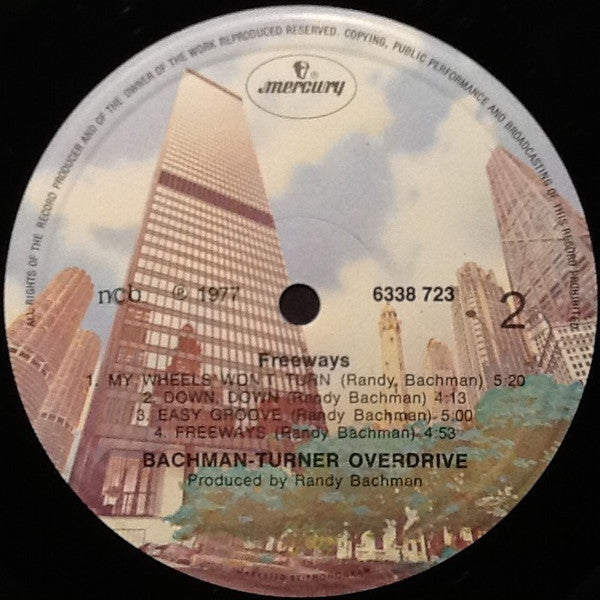 ALL RIGHTS OF THE RECORD PRODUCER AND OF THE OWNER OF THE WORK REPRODUCED RESERVED. COPYING, PUBLIC PERFORMANCE AND BROADCASTING OF THIS RECORD PROHIBITED
mercury®
ncb ℗ 1977 6338 723 2
Freeways
1. MY WHEELS WON'T TURN (Randy Bachman) 5:20
2. DOWN, DOWN (Randy Bachman) 4:13
3. EASY GROOVE (Randy Bachman) 5:00
4. FREEWAYS (Randy Bachman) 4:53
BACHMAN-TURNER OVERDRIVE
Produced by Randy Bachman
MARKETED BY PHONOGRAM